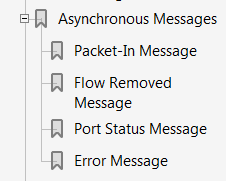 Asynchronous Messages
Packet-In Message
Flow Removed
Message
Port Status Message
Error Message